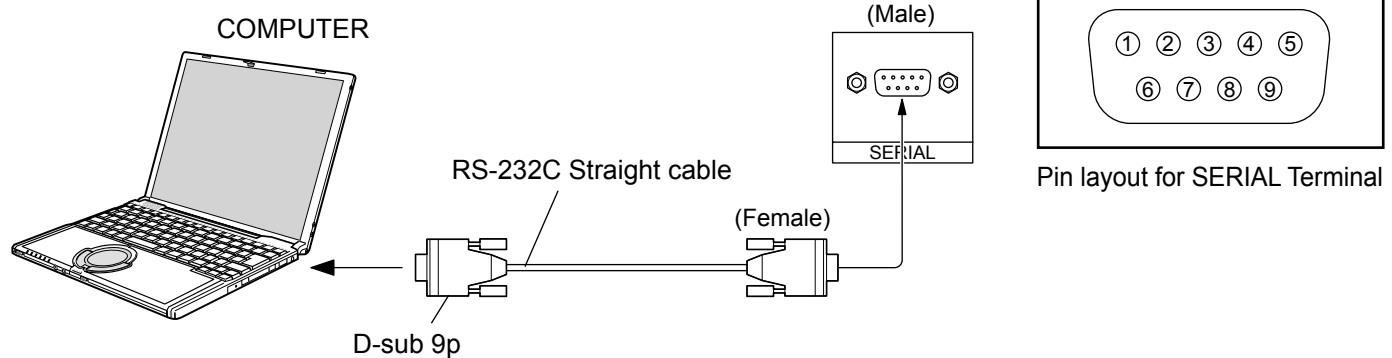 COMPUTER
(Male)
① ② ③ ④ ⑤
⑥ ⑦ ⑧ ⑨
SERIAL
Pin layout for SERIAL Terminal
RS-232C Straight cable
(Female)
D-sub 9p